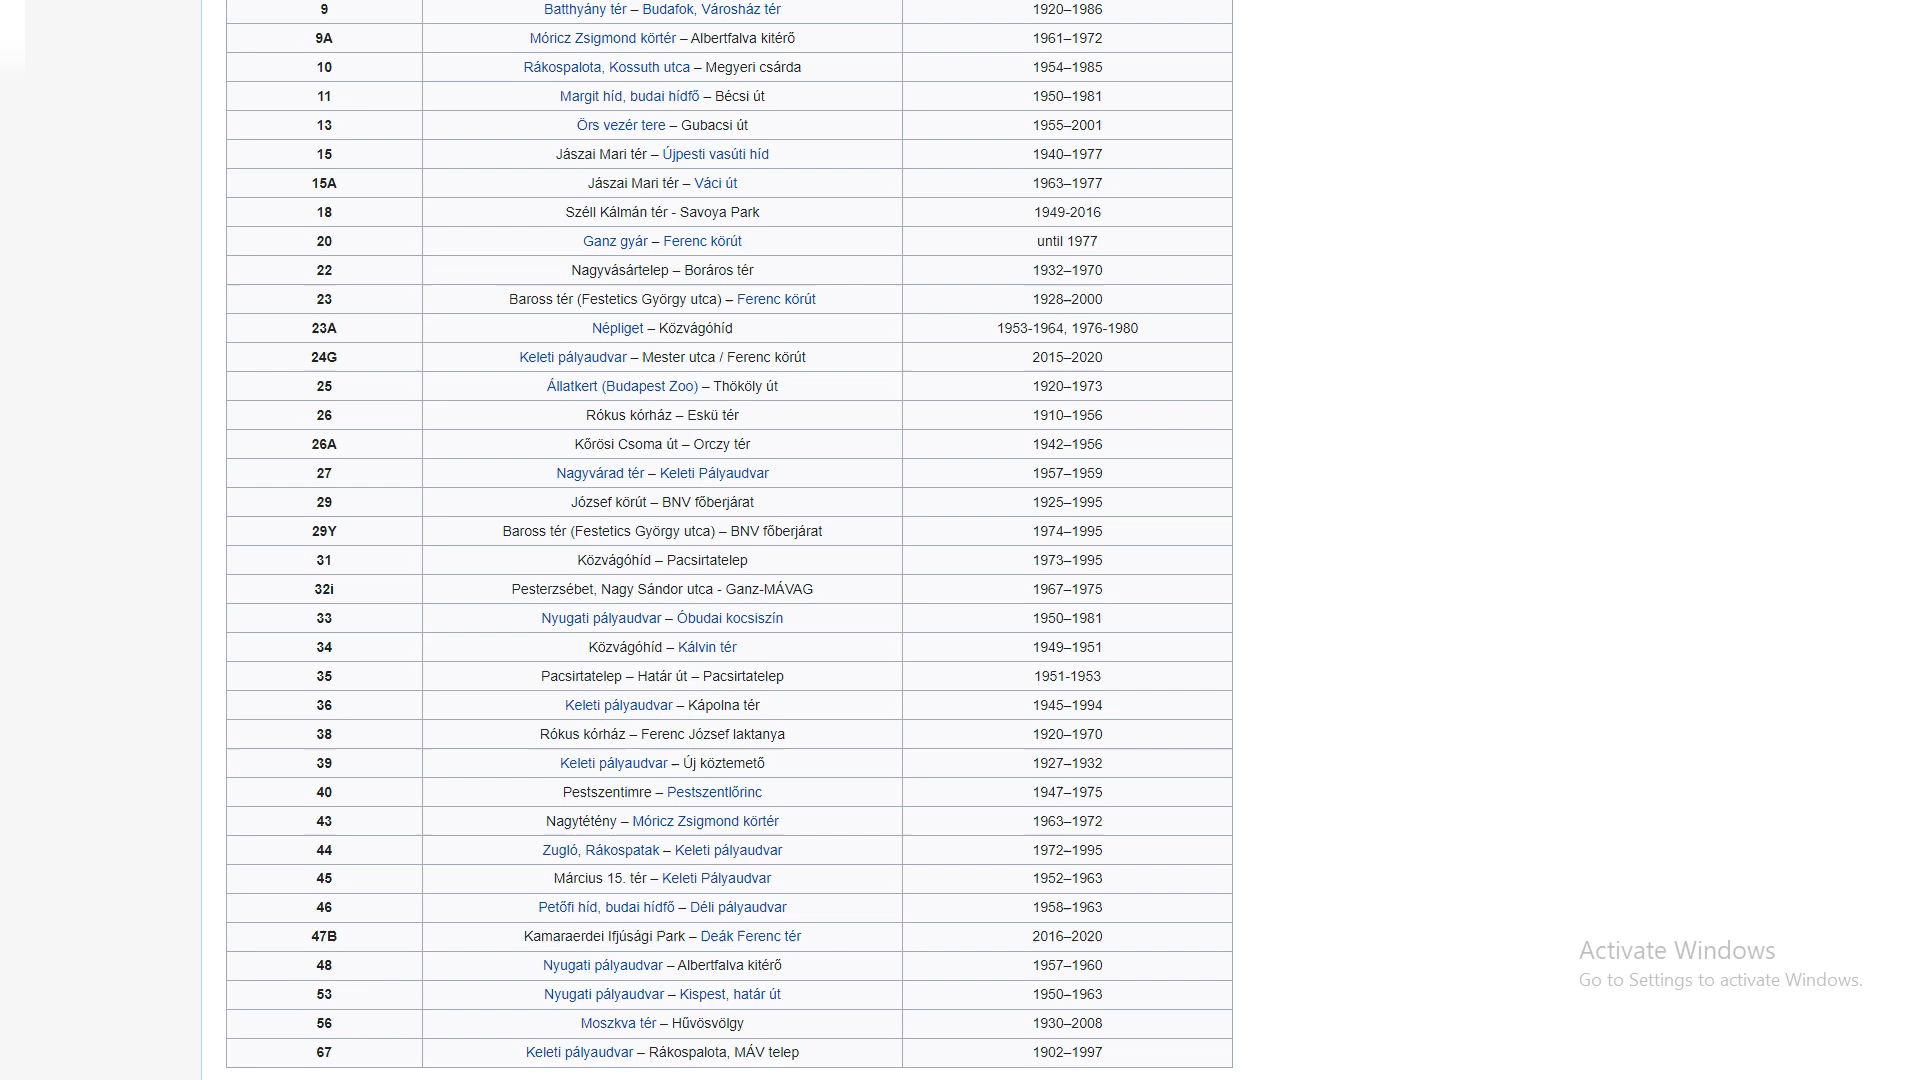 9 Batthyány tér – Budafok, Városház tér 1920–1986
9A Móricz Zsigmond körtér – Albertfalva kitérő 1961–1972
10 Rákospalota, Kossuth utca – Megyeri csárda 1954–1985
11 Margit híd, budai hídfő – Bécsi út 1950–1981
13 Örs vezér tere – Gubacsi út 1955–2001
15 Jászai Mari tér – Újpesti vasúti híd 1940–1977
15A Jászai Mari tér – Váci út 1963–1977
18 Széll Kálmán tér - Savoya Park 1949-2016
20 Ganz gyár – Ferenc körút until 1977
22 Nagyvásártelep – Boráros tér 1932–1970
23 Baross tér (Festetics György utca) – Ferenc körút 1928–2000
23A Népliget – Közvágóhíd 1953-1964, 1976-1980
24G Keleti pályaudvar – Mester utca / Ferenc körút 2015–2020
25 Állatkert (Budapest Zoo) – Thököly út 1920–1973
26 Rókus kórház – Eskü tér 1910–1956
26A Kőrösi Csoma út – Orczy tér 1942–1956
27 Nagyvárad tér – Keleti Pályaudvar 1957–1959
29 József körút – BNV főberjárat 1925–1995
29Y Baross tér (Festetics György utca) – BNV főberjárat 1974–1995
31 Közvágóhíd – Pacsirtatelep 1973–1995
32i Pesterzsébet, Nagy Sándor utca - Ganz-MÁVAG 1967–1975
33 Nyugati pályaudvar – Óbudai kocsiszín 1950–1981
34 Közvágóhíd – Kálvin tér 1949–1951
35 Pacsirtatelep – Határ út – Pacsirtatelep 1951-1953
36 Keleti pályaudvar – Kápolna tér 1945–1994
38 Rókus kórház – Ferenc József laktanya 1920–1970
39 Keleti pályaudvar – Új köztemető 1927–1932
40 Pestszentimre – Pestszentlőrinc 1947–1975
43 Nagytétény – Móricz Zsigmond körtér 1963–1972
44 Zugló, Rákospatak – Keleti pályaudvar 1972–1995
45 Március 15. tér – Keleti Pályaudvar 1952–1963
46 Petőfi híd, budai hídfő – Déli pályaudvar 1958–1963
47B Kamaraerdei Ifjúsági Park – Deák Ferenc tér 2016–2020
48 Nyugati pályaudvar – Albertfalva kitérő 1957–1960
53 Nyugati pályaudvar – Kispest, határ út 1950–1963
56 Moszkva tér – Hűvösvölgy 1930–2008
67 Keleti pályaudvar – Rákospalota, MÁV telep 1902–1997
Activate Windows
Go to Settings to activate Windows.